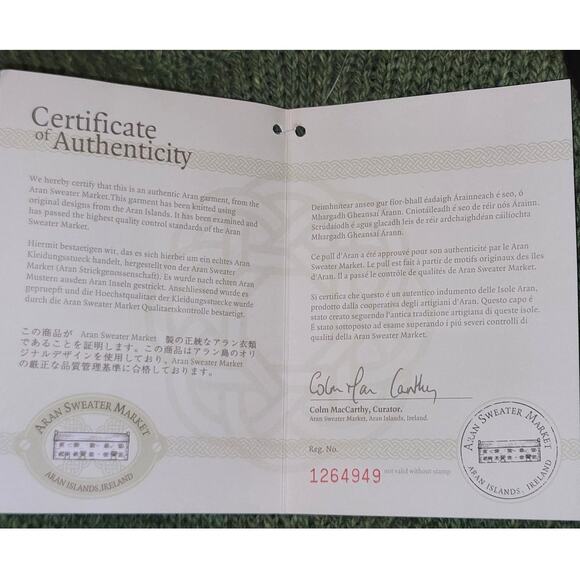 Certificate
of Authenticity
We hereby certify that this is an authentic Aran garment, from the
Aran Sweater Market. This garment has been knitted using
original designs from the Aran Islands. It has been examined and
has passed the highest quality control standards of the Aran
Sweater Market.
Hiermit bestaetigen wit, das es sich hierbei um ein echtes Aran
Kleidungsstueck handelt, hergestellt von der Aran Sweater
Market (Aran Strickgenossenschaft). Es wurde nach echten Aran
Mustern ausden Aran Inseln gestrickt. Anschliessend wurde es
gepruepft und die Hoechstqualitaet der Kleidungsstucke wurde
durch die Aran Sweater Market Qualitaetskontrolle bestaetigt.
この商品が Aran Sweater Market 製の正統なアラン衣類
であることを証明します。この商品はアラン島のオリ
ジナルデザインを使用しており、Aran Sweater Market
の厳正な品質管理基準に合格しております。
ARAN SWEATER MARKET
ARAN ISLANDS, IRELAND
Deimhnitear anseo gur fíor-bhall éadaigh Árainneach é seo, ó
Mhargadh Gheansaí Árann. Cniotáileadh é seo de réir nós Árainn.
Scrúdaíodh é agus glacadh leis de réir ardchaighdeán cáilíochta
Mhargadh Gheansaí Árann.
Ce pull d'Aran a été approuvé pour son authenticité par le Aran
Sweater Market. Le pull est fait à partir de motifs originaux des îles
d'Aran. Il a passé le contrôle de qualités de Aran Sweater Market.
Si certifica che questo é un autentico indumento delle Isole Aran,
prodotto dalla cooperativa degli artigiani d'Aran. Questo capo é
stato creato seguendo l'antica tradizione artigiana di queste isole.
É stato sottoposto ad esame superando i piú severi controlli di
qualitá della Aran Sweater Market.
Colm Mac Carthy
Colm MacCarthy, Curator.
Aran Sweater Market, Aran Islands, Ireland.
Reg. No.
1264949 not valid without stamp
ARAN SWEATER MARKET
ARAN ISLANDS, IRELAND